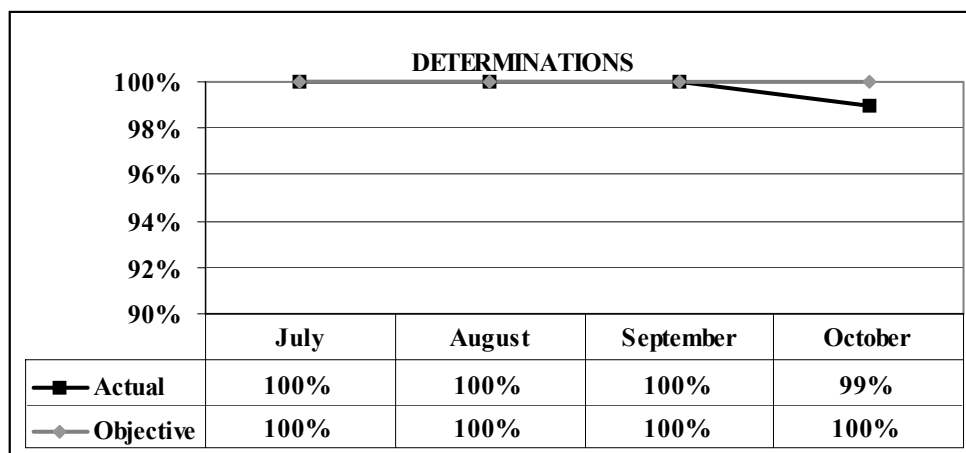 DETERMINATIONS
100%
98%
96%
94%
92%
90%
July August September October
Actual 100% 100% 100% 99%
Objective 100% 100% 100% 100%